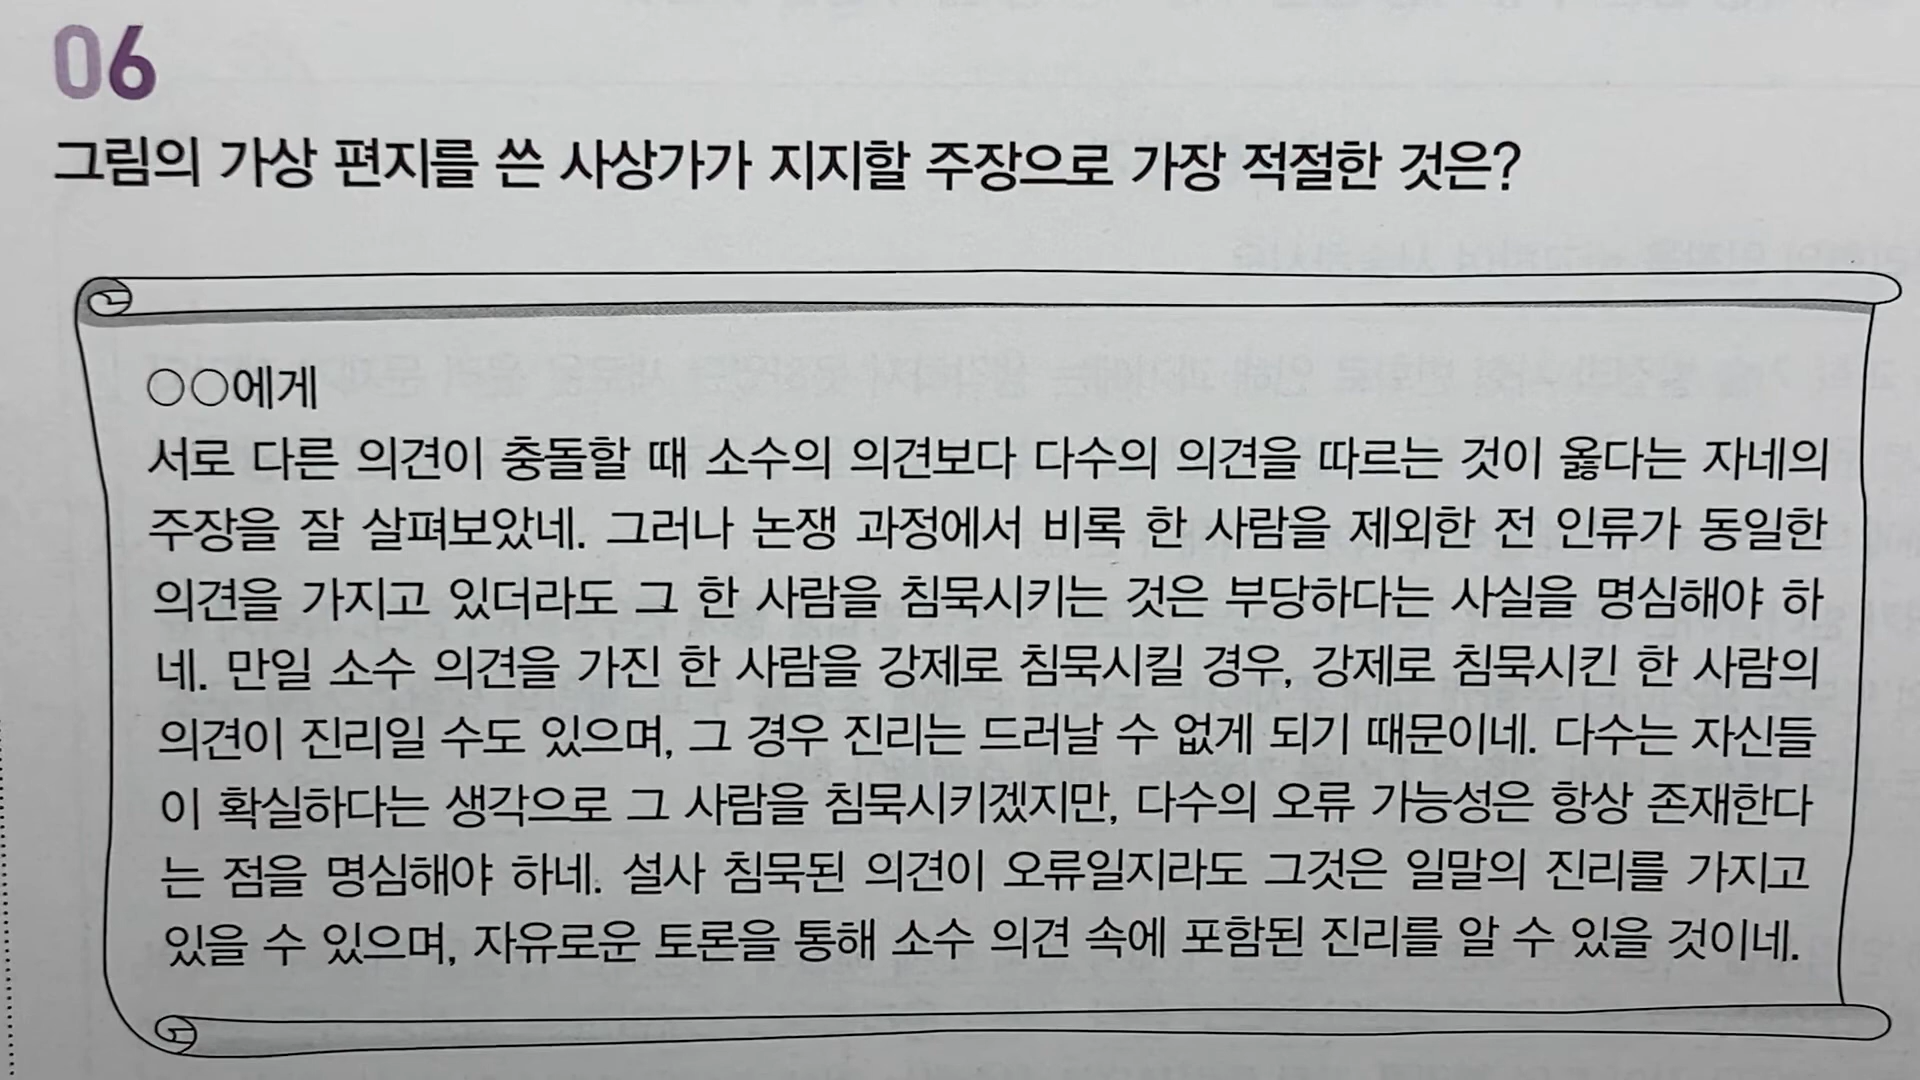 06
그림의 가상 편지를 쓴 사상가가 지지할 주장으로 가장 적절한 것은?
○○에게
서로 다른 의견이 충돌할 때 소수의 의견보다 다수의 의견을 따르는 것이 옳다는 자네의
주장을 잘 살펴보았네. 그러나 논쟁 과정에서 비록 한 사람을 제외한 전 인류가 동일한
의견을 가지고 있더라도 그 한 사람을 침묵시키는 것은 부당하다는 사실을 명심해야 하
네. 만일 소수 의견을 가진 한 사람을 강제로 침묵시킬 경우, 강제로 침묵시킨 한 사람의
의견이 진리일 수도 있으며, 그 경우 진리는 드러날 수 없게 되기 때문이네. 다수는 자신들
이 확실하다는 생각으로 그 사람을 침묵시키겠지만, 다수의 오류 가능성은 항상 존재한다
는 점을 명심해야 하네. 설사 침묵된 의견이 오류일지라도 그것은 일말의 진리를 가지고
있을 수 있으며, 자유로운 토론을 통해 소수 의견 속에 포함된 진리를 알 수 있을 것이네.